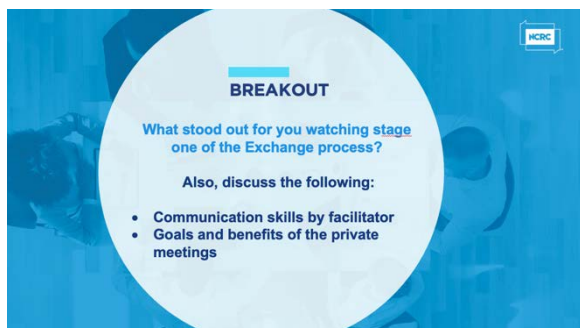 NCRC
BREAKOUT
What stood out for you watching stage
one of the Exchange process?
Also, discuss the following:
• Communication skills by facilitator
• Goals and benefits of the private
meetings